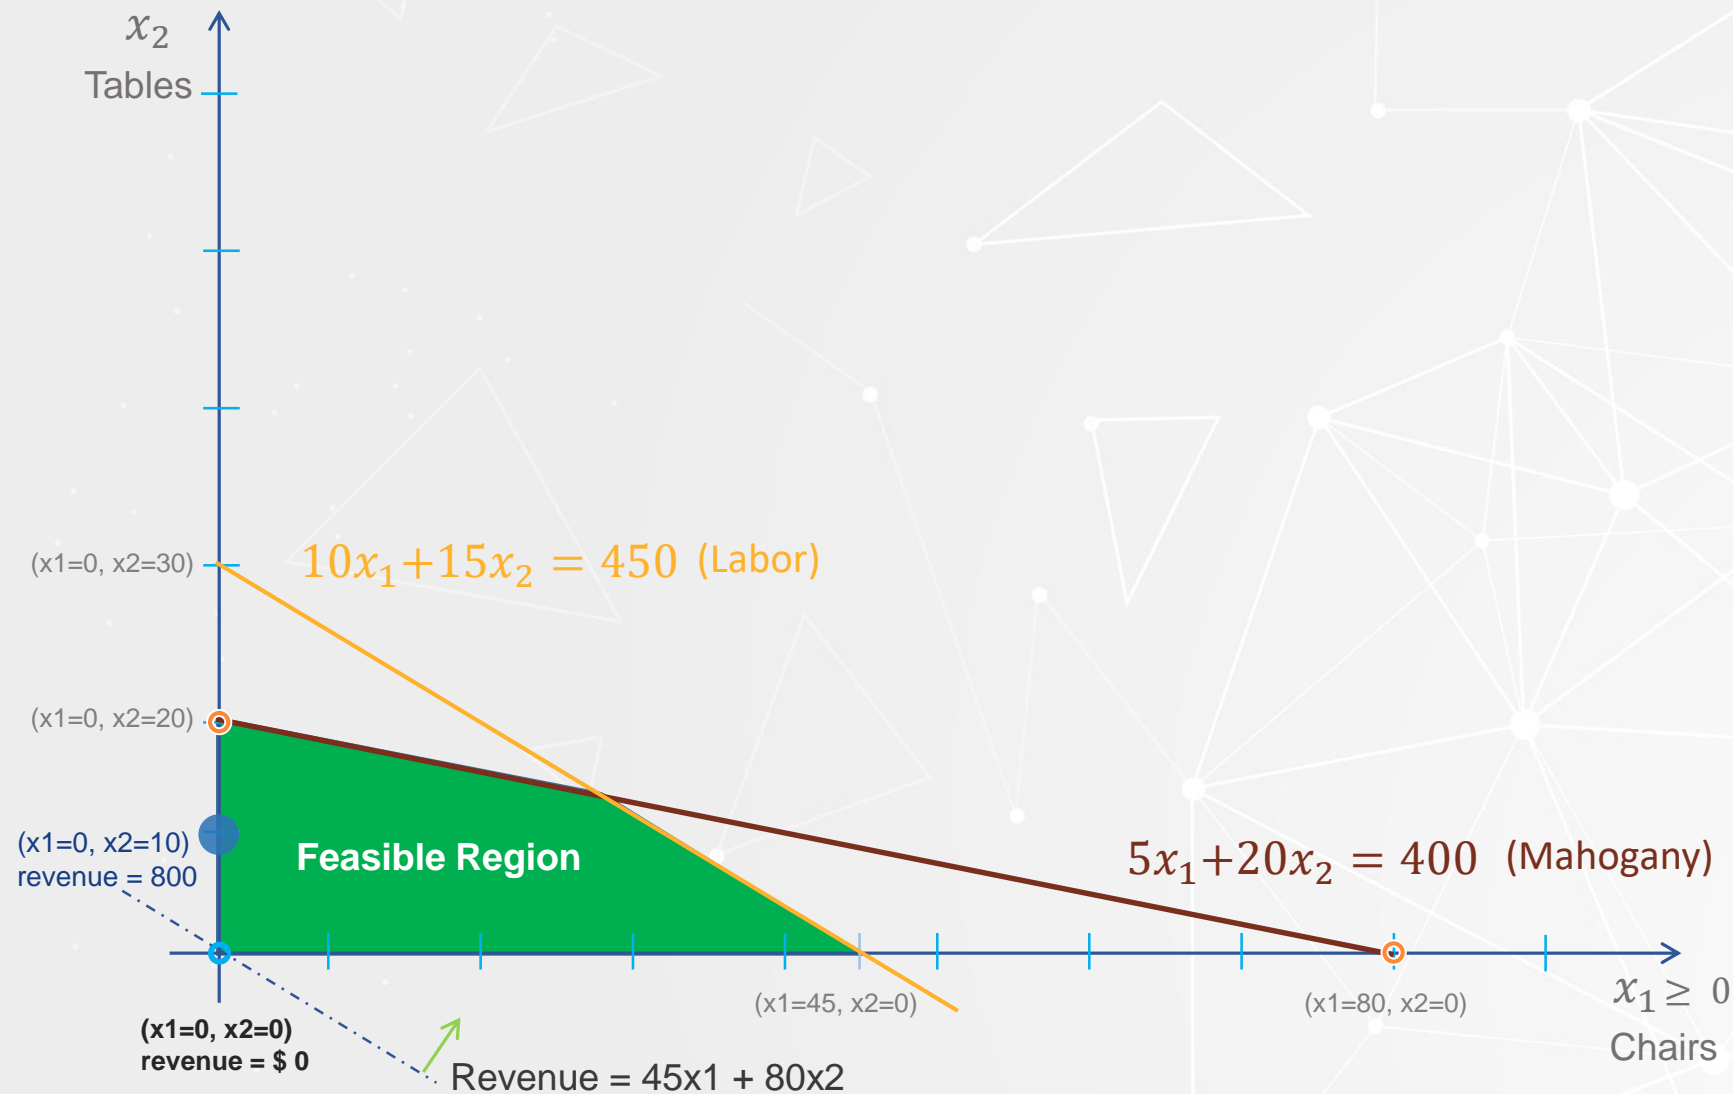 x₂
Tables
(x1=0, x2=30)
10x₁+15x₂ = 450 (Labor)
(x1=0, x2=20)
(x1=0, x2=10)
revenue = 800
Feasible Region
5x₁+20x₂ = 400 (Mahogany)
(x1=45, x2=0)
(x1=80, x2=0)
x₁ ≥ 0
Chairs
(x1=0, x2=0)
revenue = $ 0
Revenue = 45x1 + 80x2